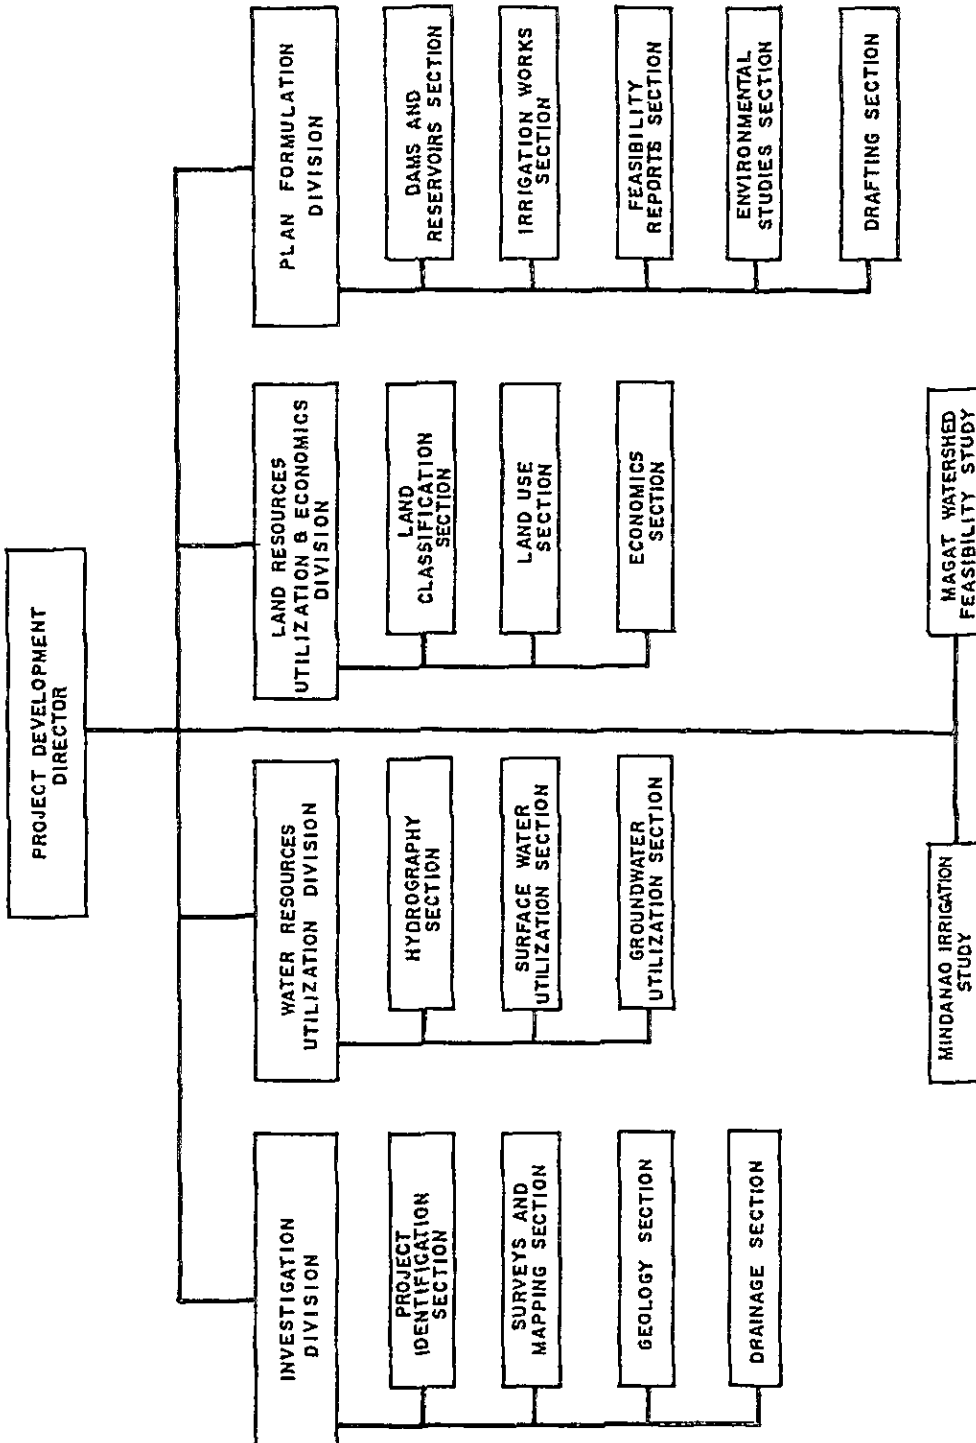 PROJECT DEVELOPMENT
DIRECTOR
INVESTIGATION
DIVISION
PROJECT
IDENTIFICATION
SECTION
SURVEYS AND
MAPPING SECTION
GEOLOGY SECTION
DRAINAGE SECTION
WATER RESOURCES
UTILIZATION DIVISION
HYDROGRAPHY
SECTION
SURFACE WATER
UTILIZATION SECTION
GROUNDWATER
UTILIZATION SECTION
LAND RESOURCES
UTILIZATION & ECONOMICS
DIVISION
LAND
CLASSIFICATION
SECTION
LAND USE
SECTION
ECONOMICS
SECTION
PLAN FORMULATION
DIVISION
DAMS AND
RESERVOIRS SECTION
IRRIGATION WORKS
SECTION
FEASIBILITY
REPORTS SECTION
ENVIRONMENTAL
STUDIES SECTION
DRAFTING SECTION
MINDANAO IRRIGATION
STUDY
MAGAT WATERSHED
FEASIBILITY STUDY